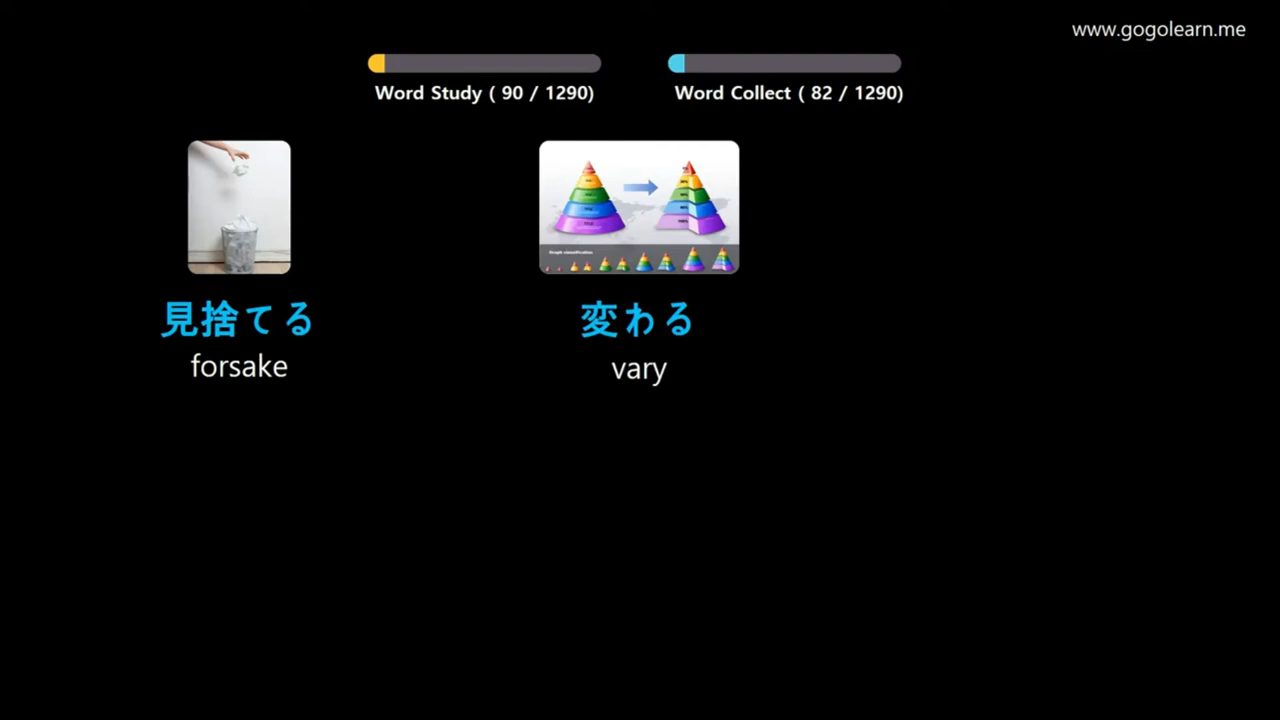 www.gogolearn.me
Word Study ( 90 / 1290)
Word Collect ( 82 / 1290)
見捨てる
forsake
変わる
vary